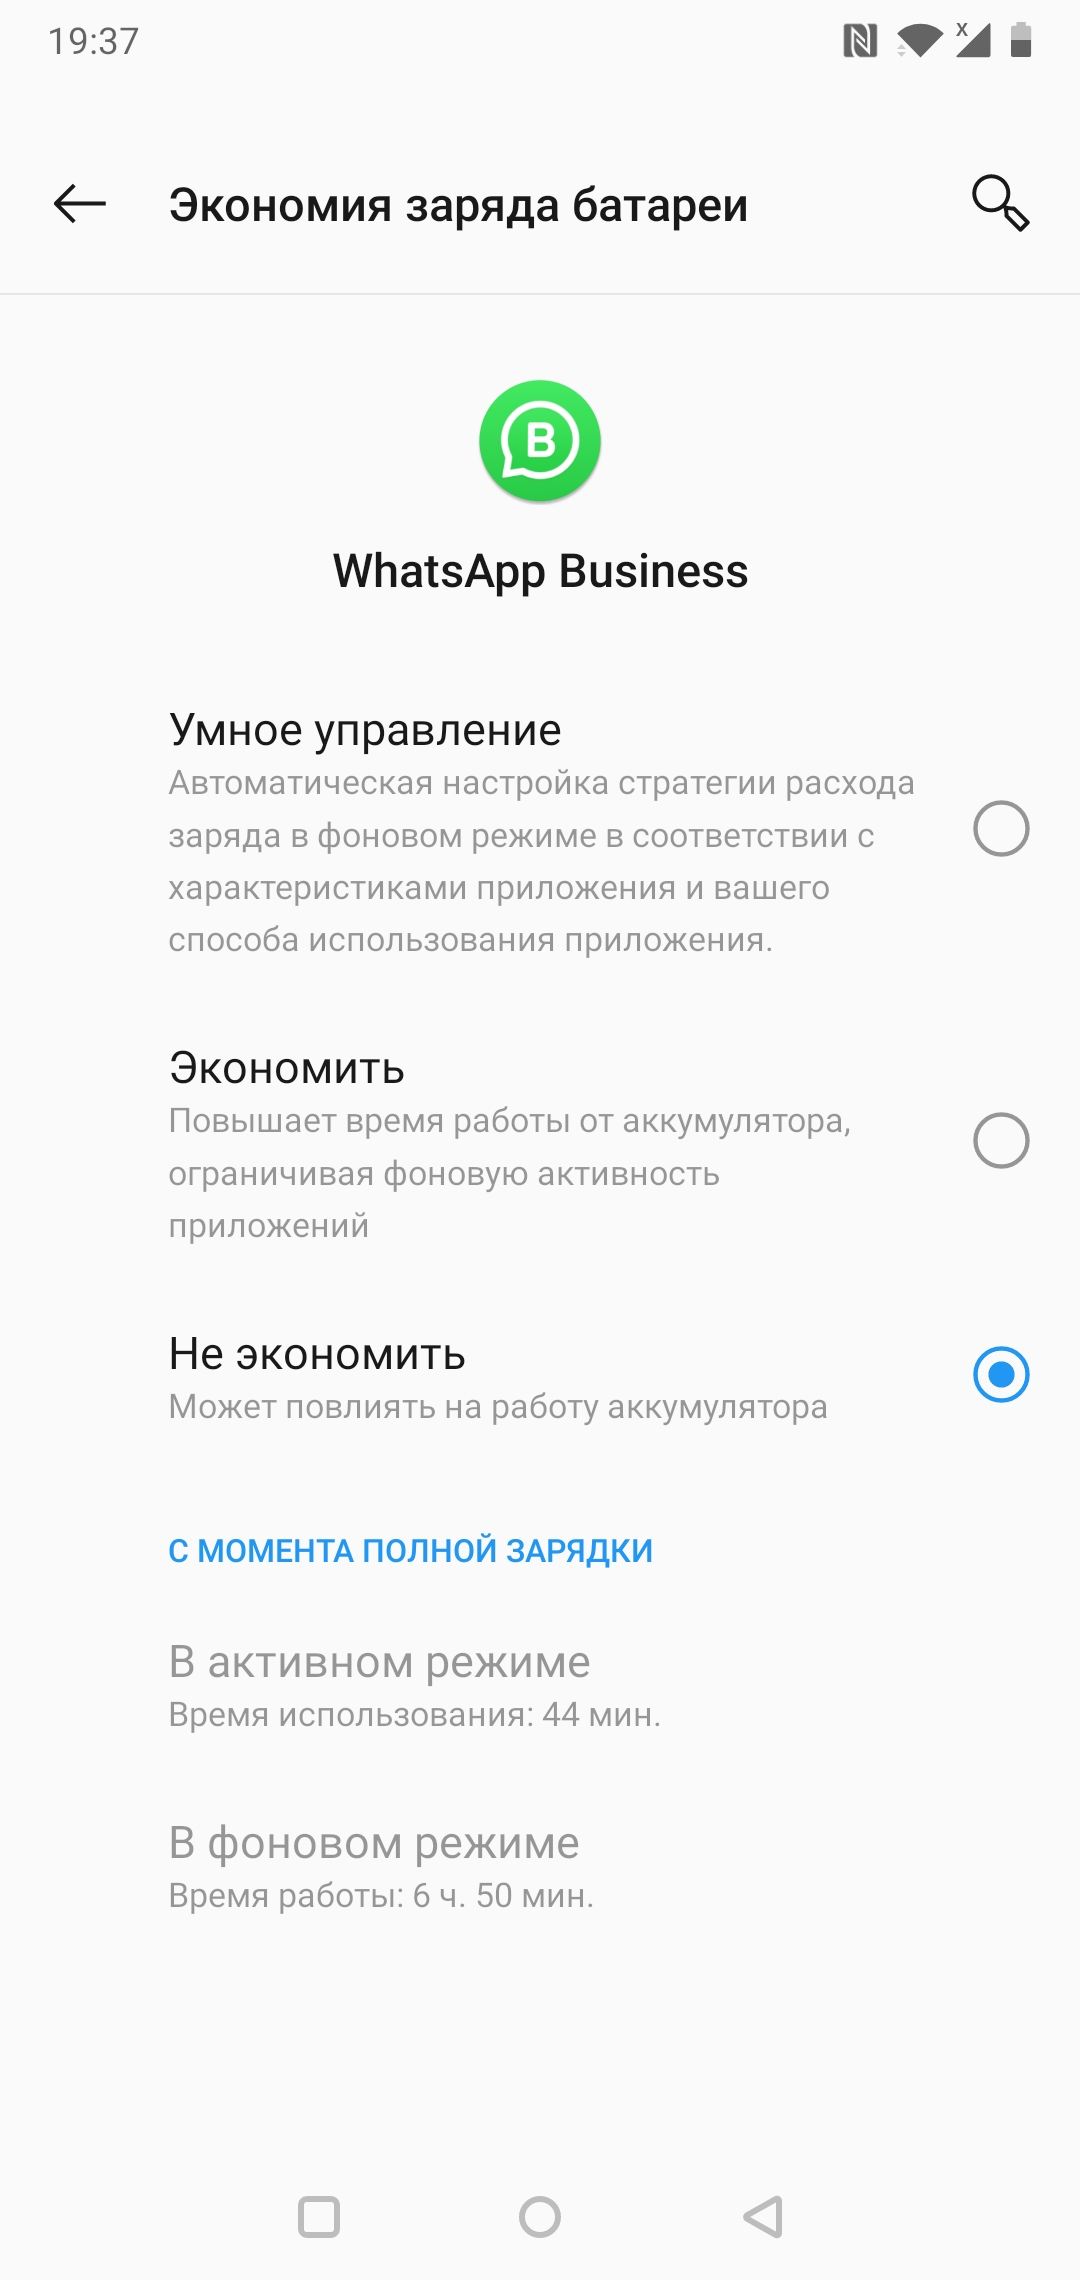 19:37
Экономия заряда батареи
B
WhatsApp Business
Умное управление
Автоматическая настройка стратегии расхода
заряда в фоновом режиме в соответствии с
характеристиками приложения и вашего
способа использования приложения.
Экономить
Повышает время работы от аккумулятора,
ограничивая фоновую активность
приложений
Не экономить
Может повлиять на работу аккумулятора
С МОМЕНТА ПОЛНОЙ ЗАРЯДКИ
В активном режиме
Время использования: 44 мин.
В фоновом режиме
Время работы: 6 ч. 50 мин.